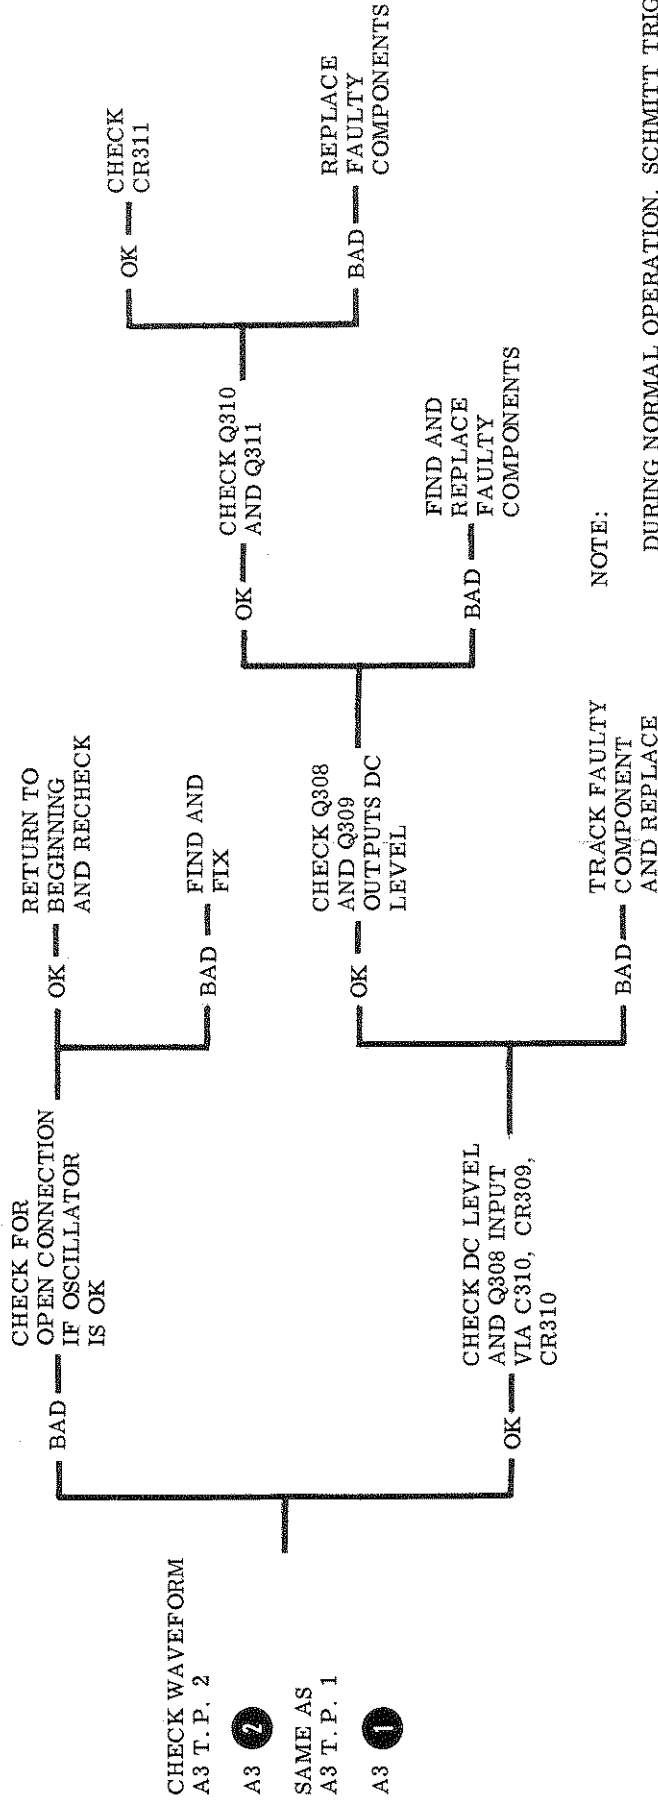 CHECK WAVEFORM
A3 T.P. 2
A3 2
SAME AS
A3 T.P. 1
A3 1
BAD
CHECK FOR
OPEN CONNECTION
IF OSCILLATOR
IS OK
OK
RETURN TO
BEGINNING
AND RECHECK
BAD
FIND AND
FIX
OK
CHECK DC LEVEL
AND Q308 INPUT
VIA C310, CR309,
CR310
OK
CHECK Q308
AND Q309
OUTPUTS DC
LEVEL
BAD
TRACK FAULTY
COMPONENT
AND REPLACE
OK
CHECK Q310
AND Q311
BAD
FIND AND
REPLACE
FAULTY
COMPONENTS
OK
CHECK
CR311
BAD
REPLACE
FAULTY
COMPONENTS
NOTE:
DURING NORMAL OPERATION, SCHMITT TRIG